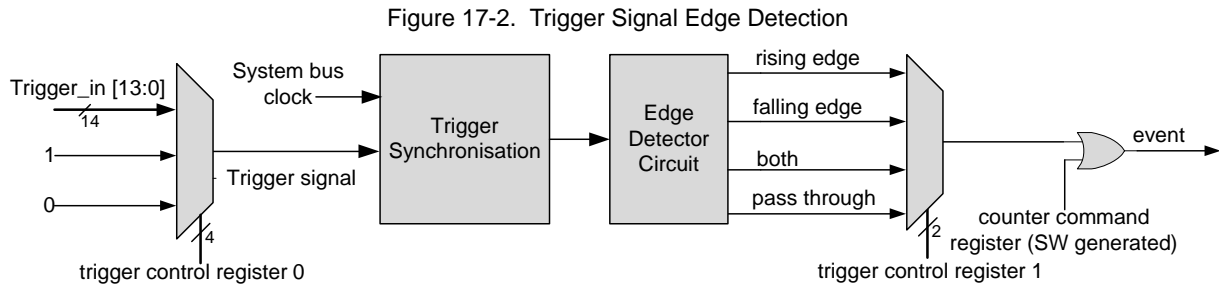 Figure 17-2. Trigger Signal Edge Detection
Trigger_in [13:0]
14
1
0
4
trigger control register 0
Trigger signal
System bus
clock
Trigger
Synchronisation
Edge
Detector
Circuit
rising edge
falling edge
both
pass through
2
trigger control register 1
event
counter command
register (SW generated)